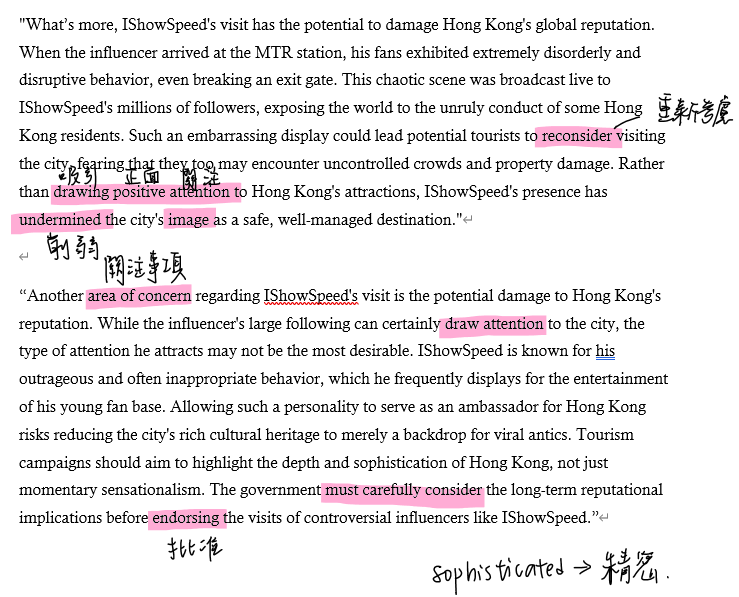 "What's more, IShowSpeed's visit has the potential to damage Hong Kong's global reputation.
When the influencer arrived at the MTR station, his fans exhibited extremely disorderly and
disruptive behavior, even breaking an exit gate. This chaotic scene was broadcast live to
IShowSpeed's millions of followers, exposing the world to the unruly conduct of some Hong
重新考慮
Kong residents. Such an embarrassing display could lead potential tourists to reconsider visiting
the city, fearing that they too may encounter uncontrolled crowds and property damage. Rather
吸引 正面 關注
than drawing positive attention to Hong Kong's attractions, IShowSpeed's presence has
undermined the city's image as a safe, well-managed destination."
削弱
關注事項
“Another area of concern regarding IShowSpeed's visit is the potential damage to Hong Kong's
reputation. While the influencer's large following can certainly draw attention to the city, the
type of attention he attracts may not be the most desirable. IShowSpeed is known for his
outrageous and often inappropriate behavior, which he frequently displays for the entertainment
of his young fan base. Allowing such a personality to serve as an ambassador for Hong Kong
risks reducing the city's rich cultural heritage to merely a backdrop for viral antics. Tourism
campaigns should aim to highlight the depth and sophistication of Hong Kong, not just
momentary sensationalism. The government must carefully consider the long-term reputational
implications before endorsing the visits of controversial influencers like IShowSpeed.”
批准
sophisticated → 精密.